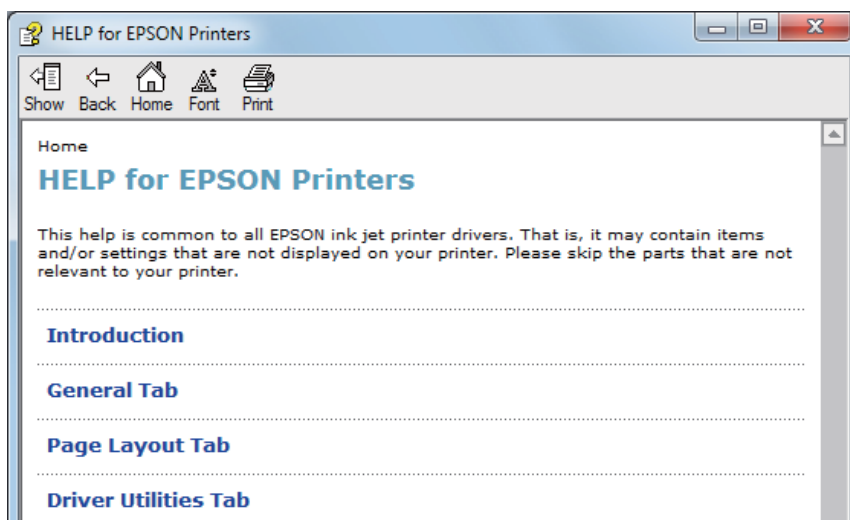 HELP for EPSON Printers
Show Back Home Font Print
Home
HELP for EPSON Printers
This help is common to all EPSON ink jet printer drivers. That is, it may contain items
and/or settings that are not displayed on your printer. Please skip the parts that are not
relevant to your printer.
Introduction
General Tab
Page Layout Tab
Driver Utilities Tab